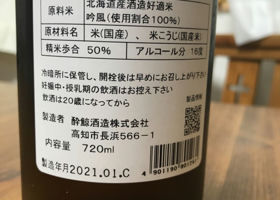 原料米 北海道産酒造好適米
吟風(使用割合100%)
原材料名 米(国産)、米こうじ(国産米)
精米歩合 50% アルコール分 16度
冷暗所に保管し、開栓後は早めにお召し上がり下さい
妊娠中・授乳期の飲酒はお控え下さい
飲酒は20歳になってから
製造者 酔鯨酒造株式会社
高知市長浜566-1
内容量 720ml
製造年月 2021.01.C